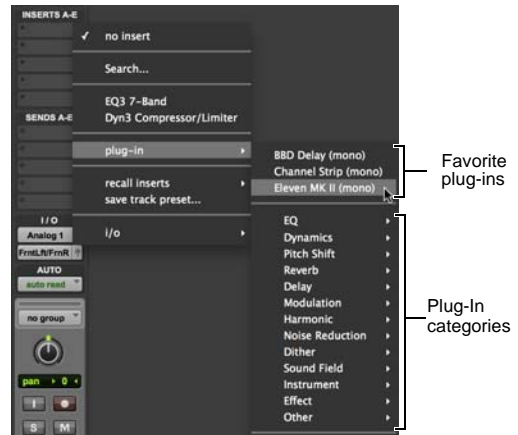 INSERTS A-E
✓ no insert
Search...
EQ3 7-Band
Dyn3 Compressor/Limiter
SENDS A-E
plug-in
recall inserts
save track preset...
i/o
BBD Delay (mono)
Channel Strip (mono)
Eleven MK II (mono)
Favorite
plug-ins
EQ
Dynamics
Pitch Shift
Reverb
Delay
Modulation
Harmonic
Noise Reduction
Dither
Sound Field
Instrument
Effect
Other
Plug-In
categories
I / O
Analog 1
FrntLft/FrnR
AUTO
auto read
no group
pan 0
I
S M